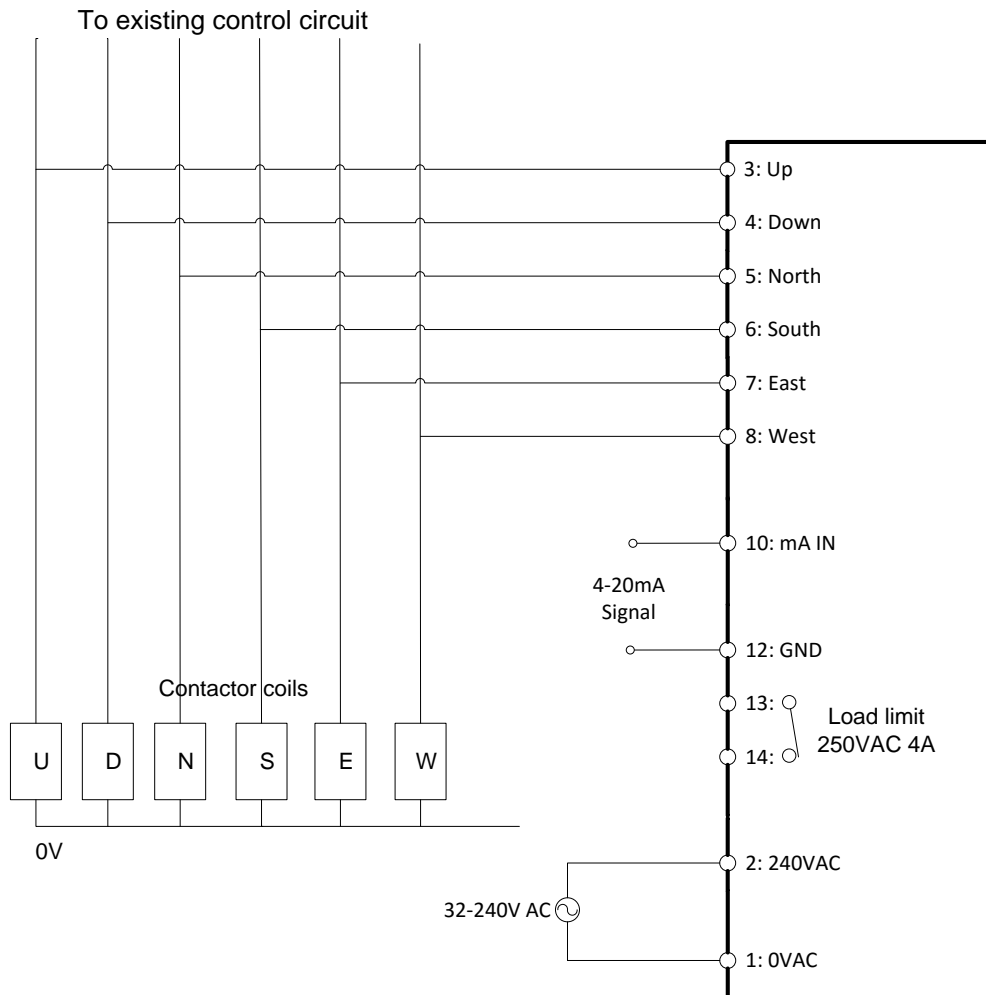 To existing control circuit
3: Up
4: Down
5: North
6: South
7: East
8: West
10: mA IN
4-20mA
Signal
12: GND
Contactor coils
13:
Load limit
250VAC 4A
14:
U D N S E W
0V
2: 240VAC
32-240V AC
1: 0VAC